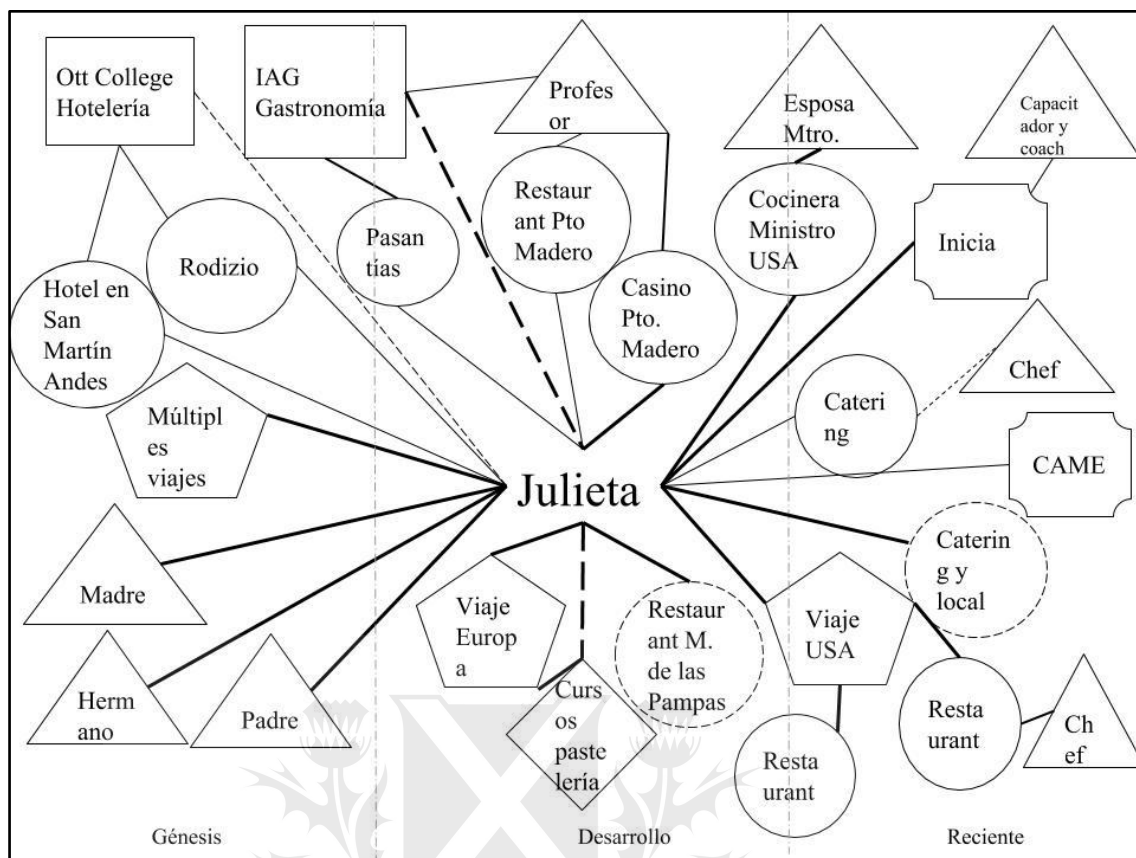 Ott College
Hotelería
IAG
Gastronomía
Profes
or
Esposa
Mtro.
Capacit
ador y
coach
Rodizio
Pasan
tías
Restaur
ant Pto
Madero
Cocinera
Ministro
USA
Inicia
Hotel en
San
Martín
Andes
Casino
Pto.
Madero
Chef
Múltipl
es
viajes
Cateri
ng
CAME
Julieta
Madre
Viaje
Europ
a
Restaur
ant M.
de las
Pampas
Viaje
USA
Caterin
g y
local
Herm
ano
Padre
Curs
os
paste
lería
Resta
urant
Resta
urant
Ch
ef
Génesis
Desarrollo
Reciente